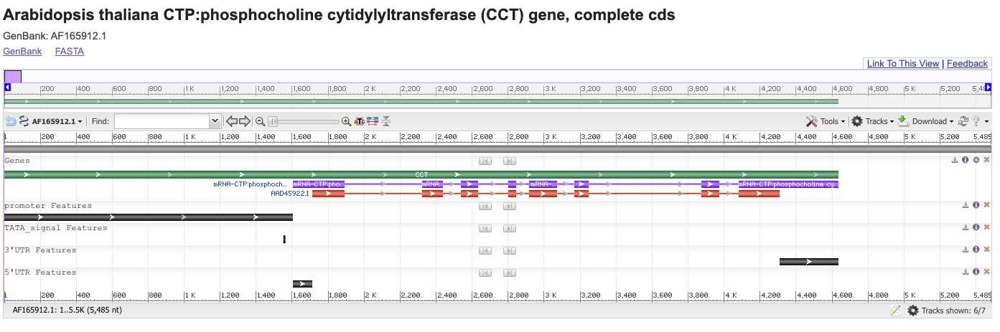 Arabidopsis thaliana CTP:phosphocholine cytidylyltransferase (CCT) gene, complete cds
GenBank: AF165912.1
GenBank FASTA
Link To This View | Feedback
200 400 600 800 1 K 1,200 1,400 1,600 1,800 2 K 2,200 2,400 2,600 2,800 3 K 3,200 3,400 3,600 3,800 4 K 4,200 4,400 4,600 4,800 5 K 5,200 5,485
AF165912.1 Find: Tools Tracks Download ?
1 200 400 600 800 1 K 1,200 1,400 1,600 1,800 2 K 2,200 2,400 2,600 2,800 3 K 3,200 3,400 3,600 3,800 4 K 4,200 4,400 4,600 4,800 5 K 5,200 5,485
Genes
CCT
mRNA-CTP:phosphoch... mRNA-CTP:pho... mRNA... mRNA-... mRNA-CTP:phosphocholine cy...
AAD45922.1
promoter Features
TATA_signal Features
3'UTR Features
5'UTR Features
1 200 400 600 800 1 K 1,200 1,400 1,600 1,800 2 K 2,200 2,400 2,600 2,800 3 K 3,200 3,400 3,600 3,800 4 K 4,200 4,400 4,600 4,800 5 K 5,200 5,485
AF165912.1: 1..5.5K (5,485 nt) Tracks shown: 6/7